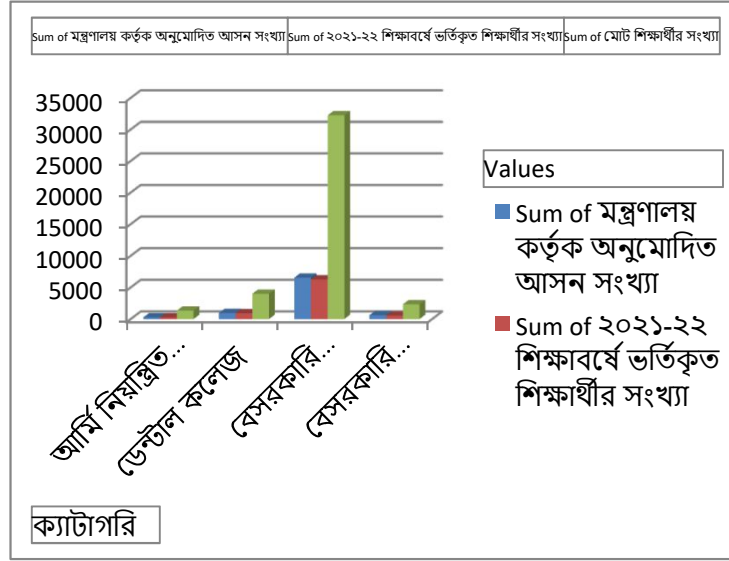 Sum of মন্ত্রণালয় কর্তৃক অনুমোদিত আসন সংখ্যা Sum of ২০২১-২২ শিক্ষাবর্ষে ভর্তিকৃত শিক্ষার্থীর সংখ্যা Sum of মোট শিক্ষার্থীর সংখ্যা
35000
30000
25000
20000
15000
10000
5000
0
আর্মি নিয়ন্ত্রিত...
ডেন্টাল কলেজ
বেসরকারি...
বেসরকারি...
Values
Sum of মন্ত্রণালয়
কর্তৃক অনুমোদিত
আসন সংখ্যা
Sum of ২০২১-২২
শিক্ষাবর্ষে ভর্তিকৃত
শিক্ষার্থীর সংখ্যা
ক্যাটাগরি